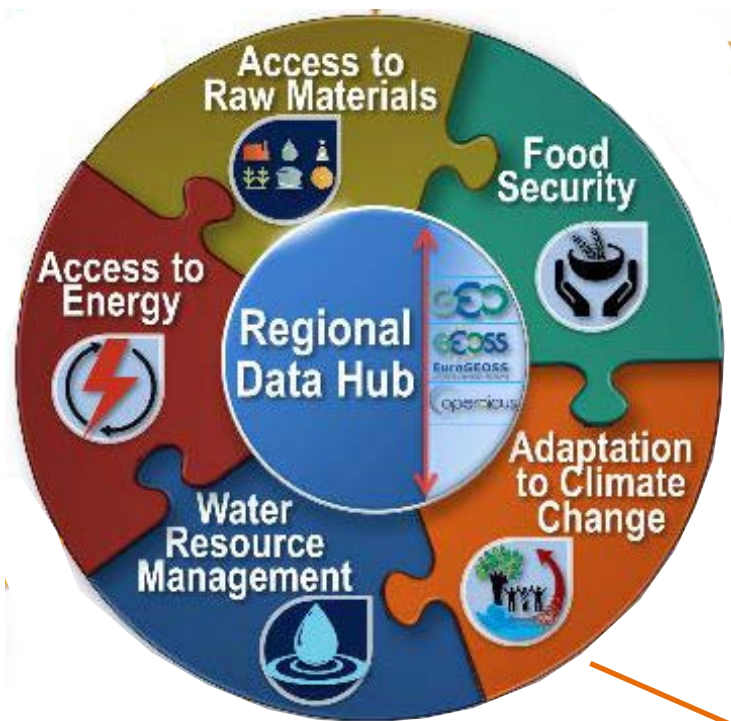 Access to
Raw Materials
Food
Security
Access to
Energy
Regional
Data Hub
GEO
GEOSS
EuroGEOSS
opernicus
Adaptation
to Climate
Change
Water
Resource
Management